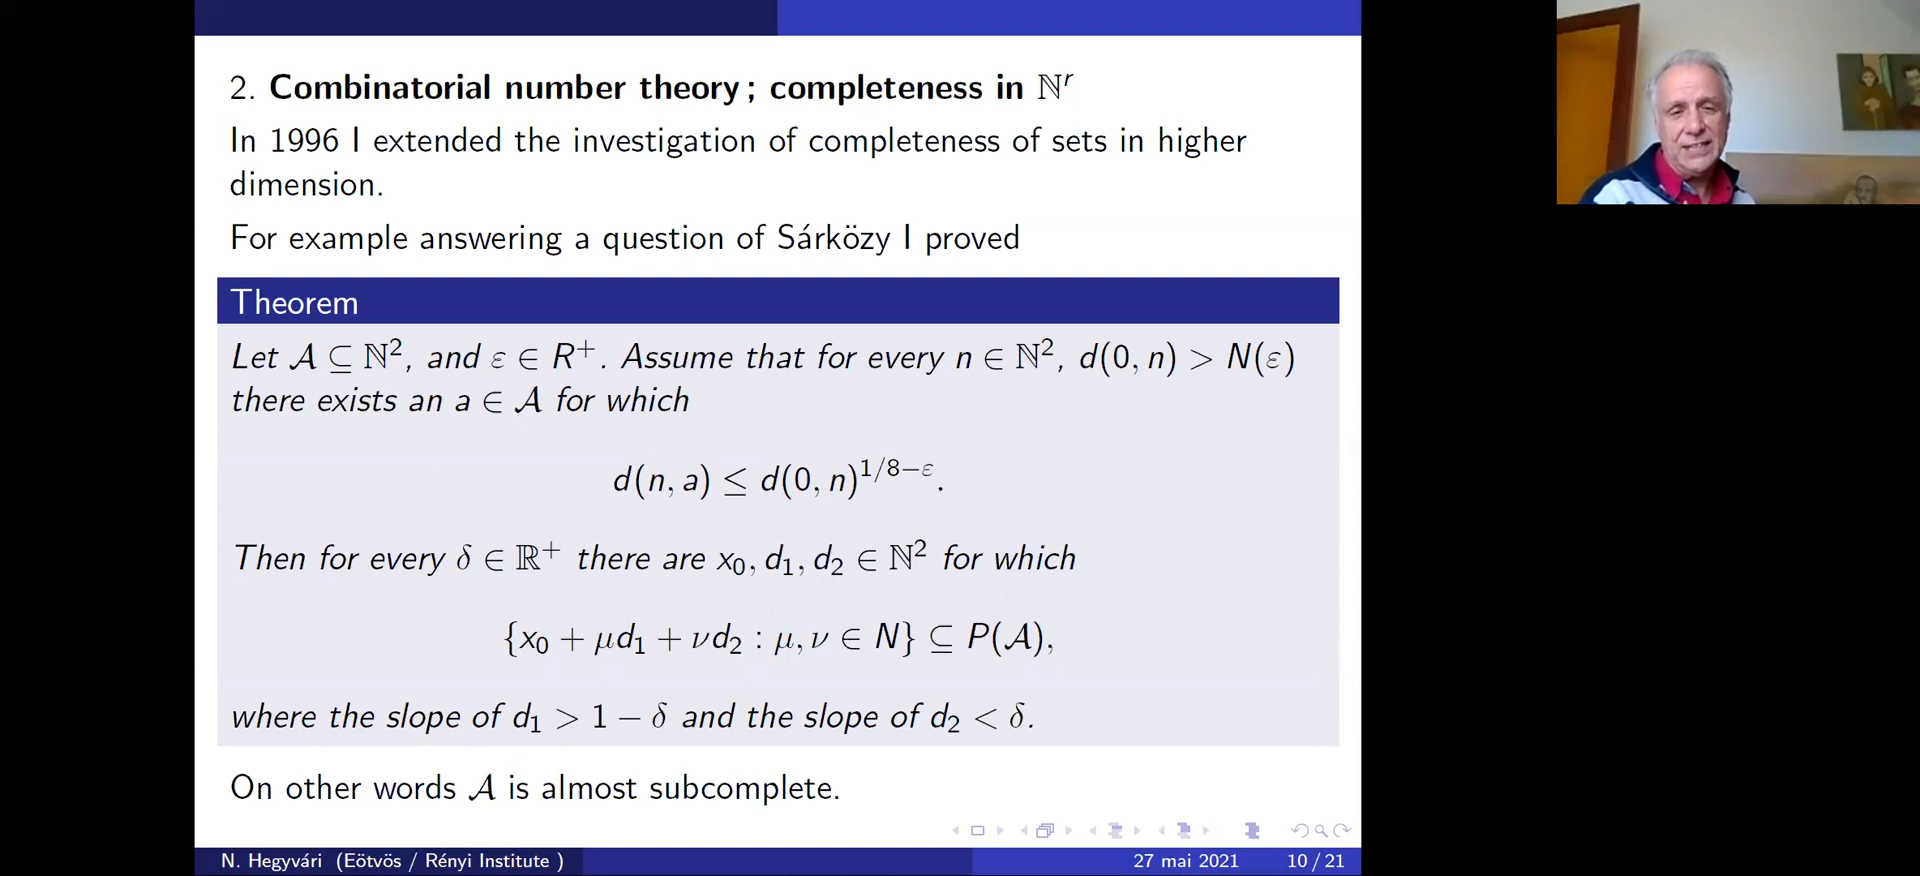 2. Combinatorial number theory ; completeness in ℕʳ
In 1996 I extended the investigation of completeness of sets in higher
dimension.
For example answering a question of Sárközy I proved
Theorem
Let 𝒜 ⊆ ℕ², and ε ∈ R⁺. Assume that for every n ∈ ℕ², d(0, n) > N(ε)
there exists an a ∈ 𝒜 for which
d(n, a) ≤ d(0, n)^{1/8−ε}.
Then for every δ ∈ ℝ⁺ there are x₀, d₁, d₂ ∈ ℕ² for which
{x₀ + μd₁ + νd₂ : μ, ν ∈ N} ⊆ P(𝒜),
where the slope of d₁ > 1 − δ and the slope of d₂ < δ.
On other words 𝒜 is almost subcomplete.
N. Hegyvári (Eötvös / Rényi Institute ) 27 mai 2021 10 / 21